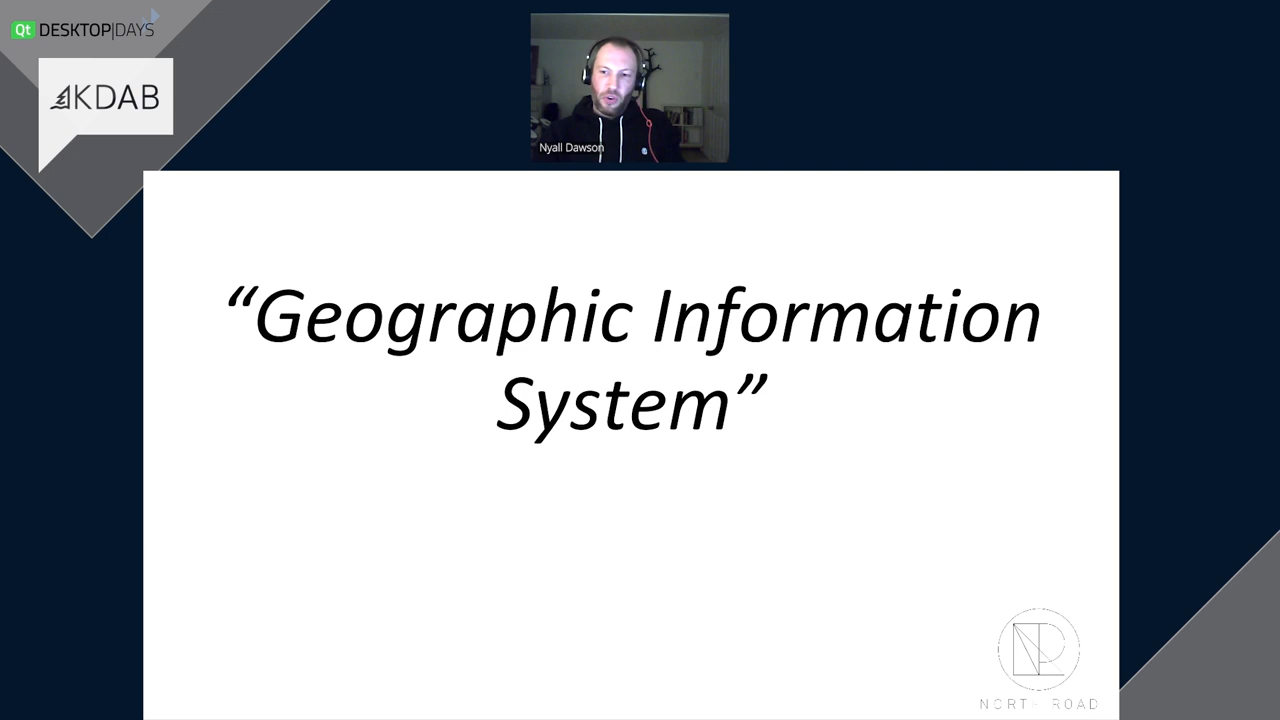 Qt DESKTOP|DAYS
KDAB
Nyall Dawson
“Geographic Information
System”
NORTH ROAD